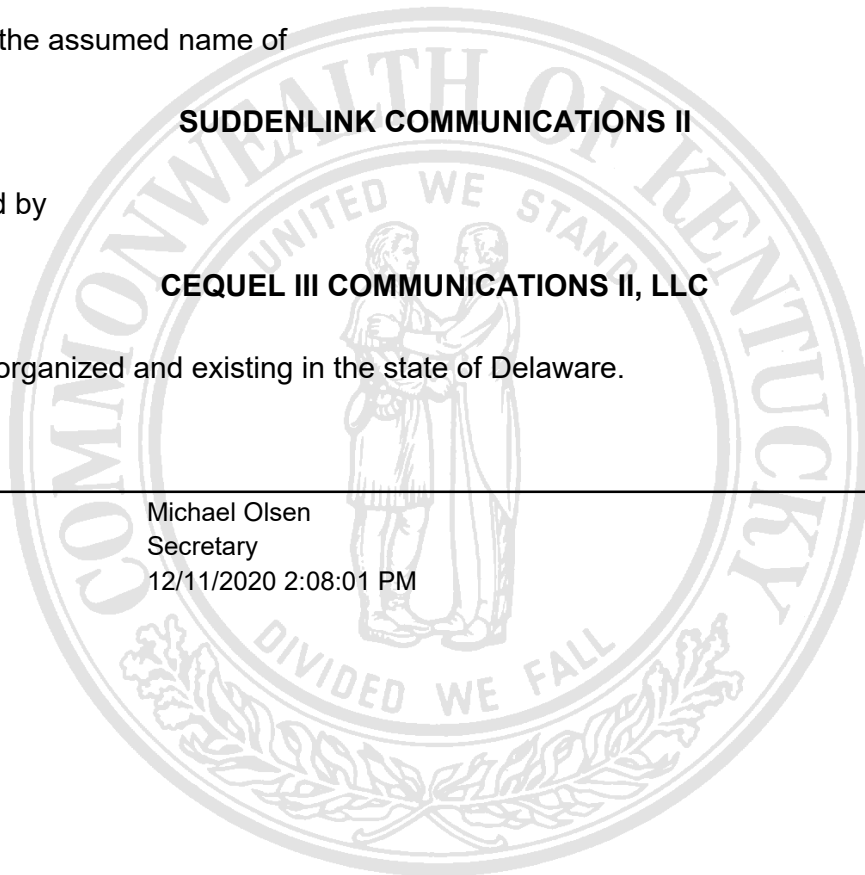 the assumed name of
SUDDENLINK COMMUNICATIONS II
d by
CEQUEL III COMMUNICATIONS II, LLC
organized and existing in the state of Delaware.
Michael Olsen
Secretary
12/11/2020 2:08:01 PM
COMMONWEALTH OF KENTUCKY
UNITED WE STAND
DIVIDED WE FALL